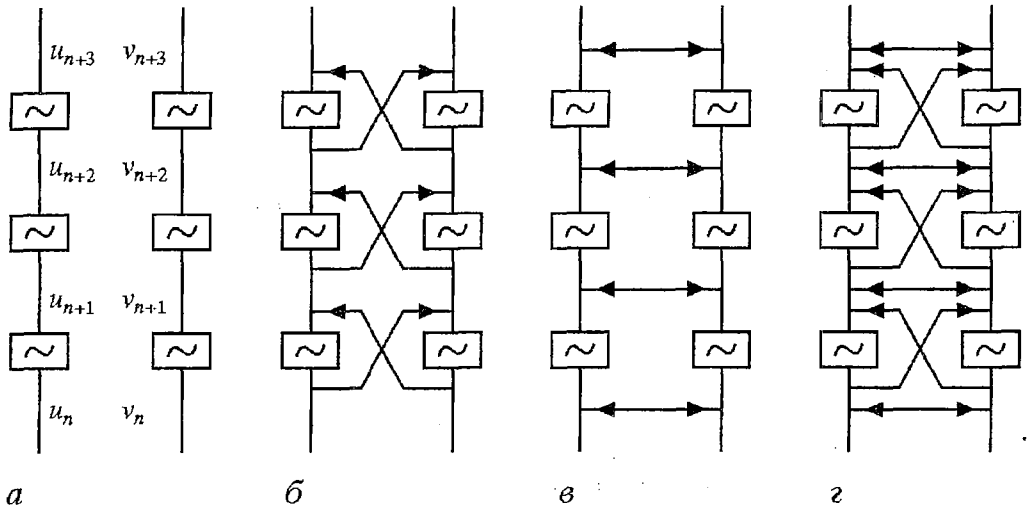 u_{n+3} v_{n+3}
u_{n+2} v_{n+2}
u_{n+1} v_{n+1}
u_n v_n
а б в г